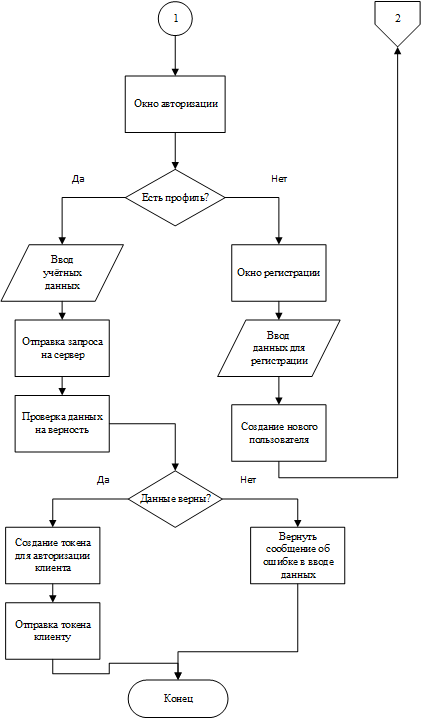 1
2
Окно авторизации
Да
Нет
Есть профиль?
Ввод
учётных
данных
Окно регистрации
Отправка запроса
на сервер
Ввод
данных для
регистрации
Проверка данных
на верность
Создание нового
пользователя
Да
Нет
Данные верны?
Создание токена
для авторизации
клиента
Вернуть
сообщение об
ошибке в вводе
данных
Отправка токена
клиенту
Конец